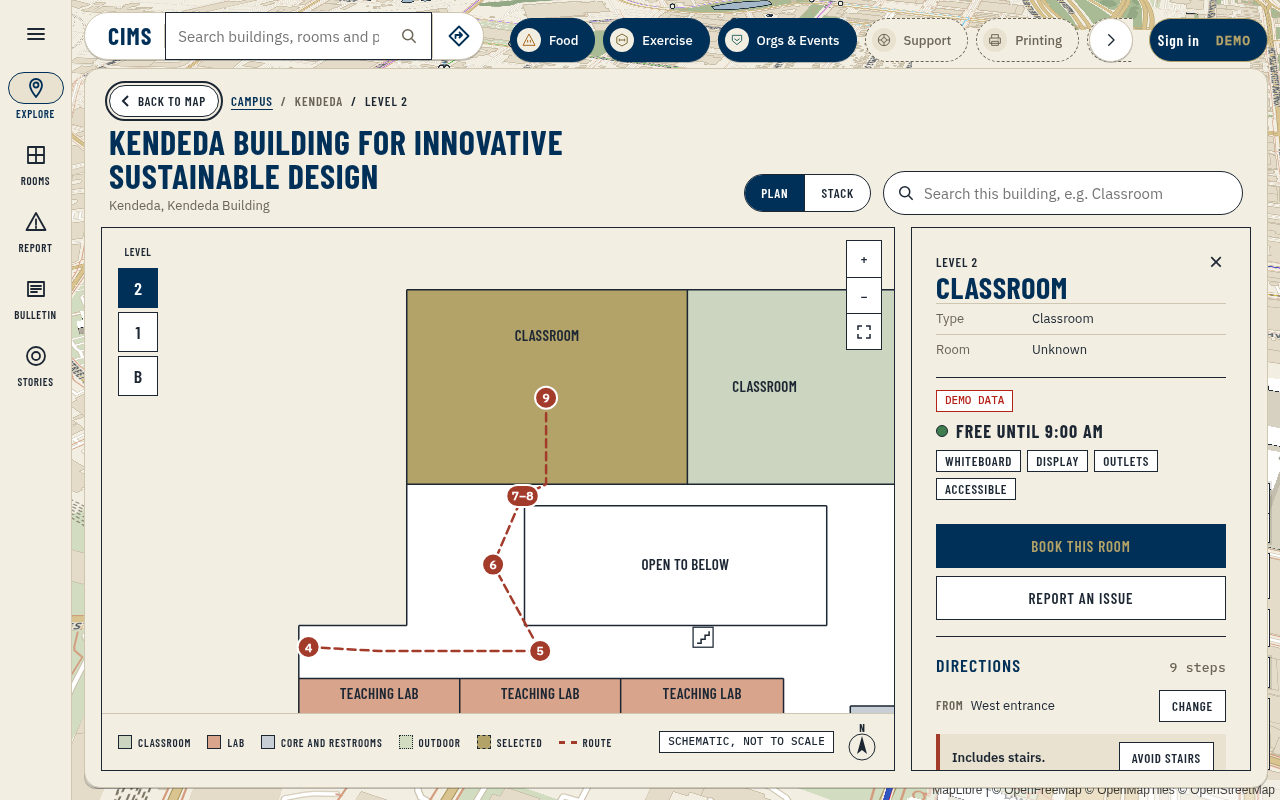 CIMS
Search buildings, rooms and p
Food
Exercise
Orgs & Events
Support
Printing
Sign in
DEMO
EXPLORE
ROOMS
REPORT
BULLETIN
STORIES
BACK TO MAP
CAMPUS / KENDEDA / LEVEL 2
KENDEDA BUILDING FOR INNOVATIVE
SUSTAINABLE DESIGN
Kendeda, Kendeda Building
PLAN
STACK
Search this building, e.g. Classroom
LEVEL
2
1
B
+
−
CLASSROOM
CLASSROOM
9
7–8
6
OPEN TO BELOW
4
5
TEACHING LAB
TEACHING LAB
TEACHING LAB
CLASSROOM
LAB
CORE AND RESTROOMS
OUTDOOR
SELECTED
ROUTE
SCHEMATIC, NOT TO SCALE
N
LEVEL 2
CLASSROOM
Type Classroom
Room Unknown
DEMO DATA
FREE UNTIL 9:00 AM
WHITEBOARD
DISPLAY
OUTLETS
ACCESSIBLE
BOOK THIS ROOM
REPORT AN ISSUE
DIRECTIONS
9 steps
FROM West entrance
CHANGE
Includes stairs.
AVOID STAIRS
MapLibre | © OpenFreeMap © OpenMapTiles © OpenStreetMap